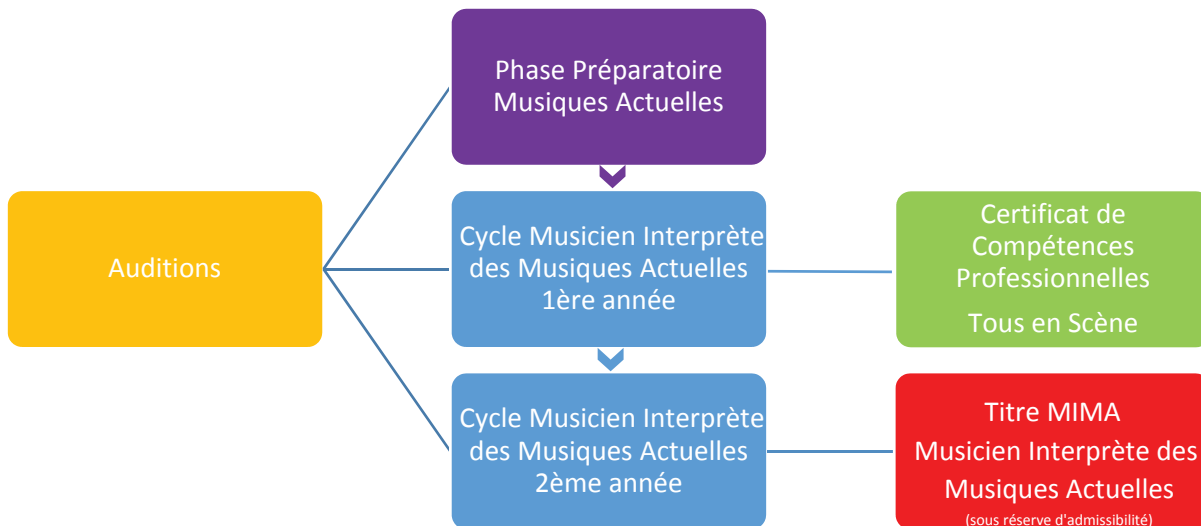 Phase Préparatoire
Musiques Actuelles
Auditions
Cycle Musicien Interprète
des Musiques Actuelles
1ère année
Certificat de
Compétences
Professionnelles
Tous en Scène
Cycle Musicien Interprète
des Musiques Actuelles
2ème année
Titre MIMA
Musicien Interprète des
Musiques Actuelles
(sous réserve d'admissibilité)